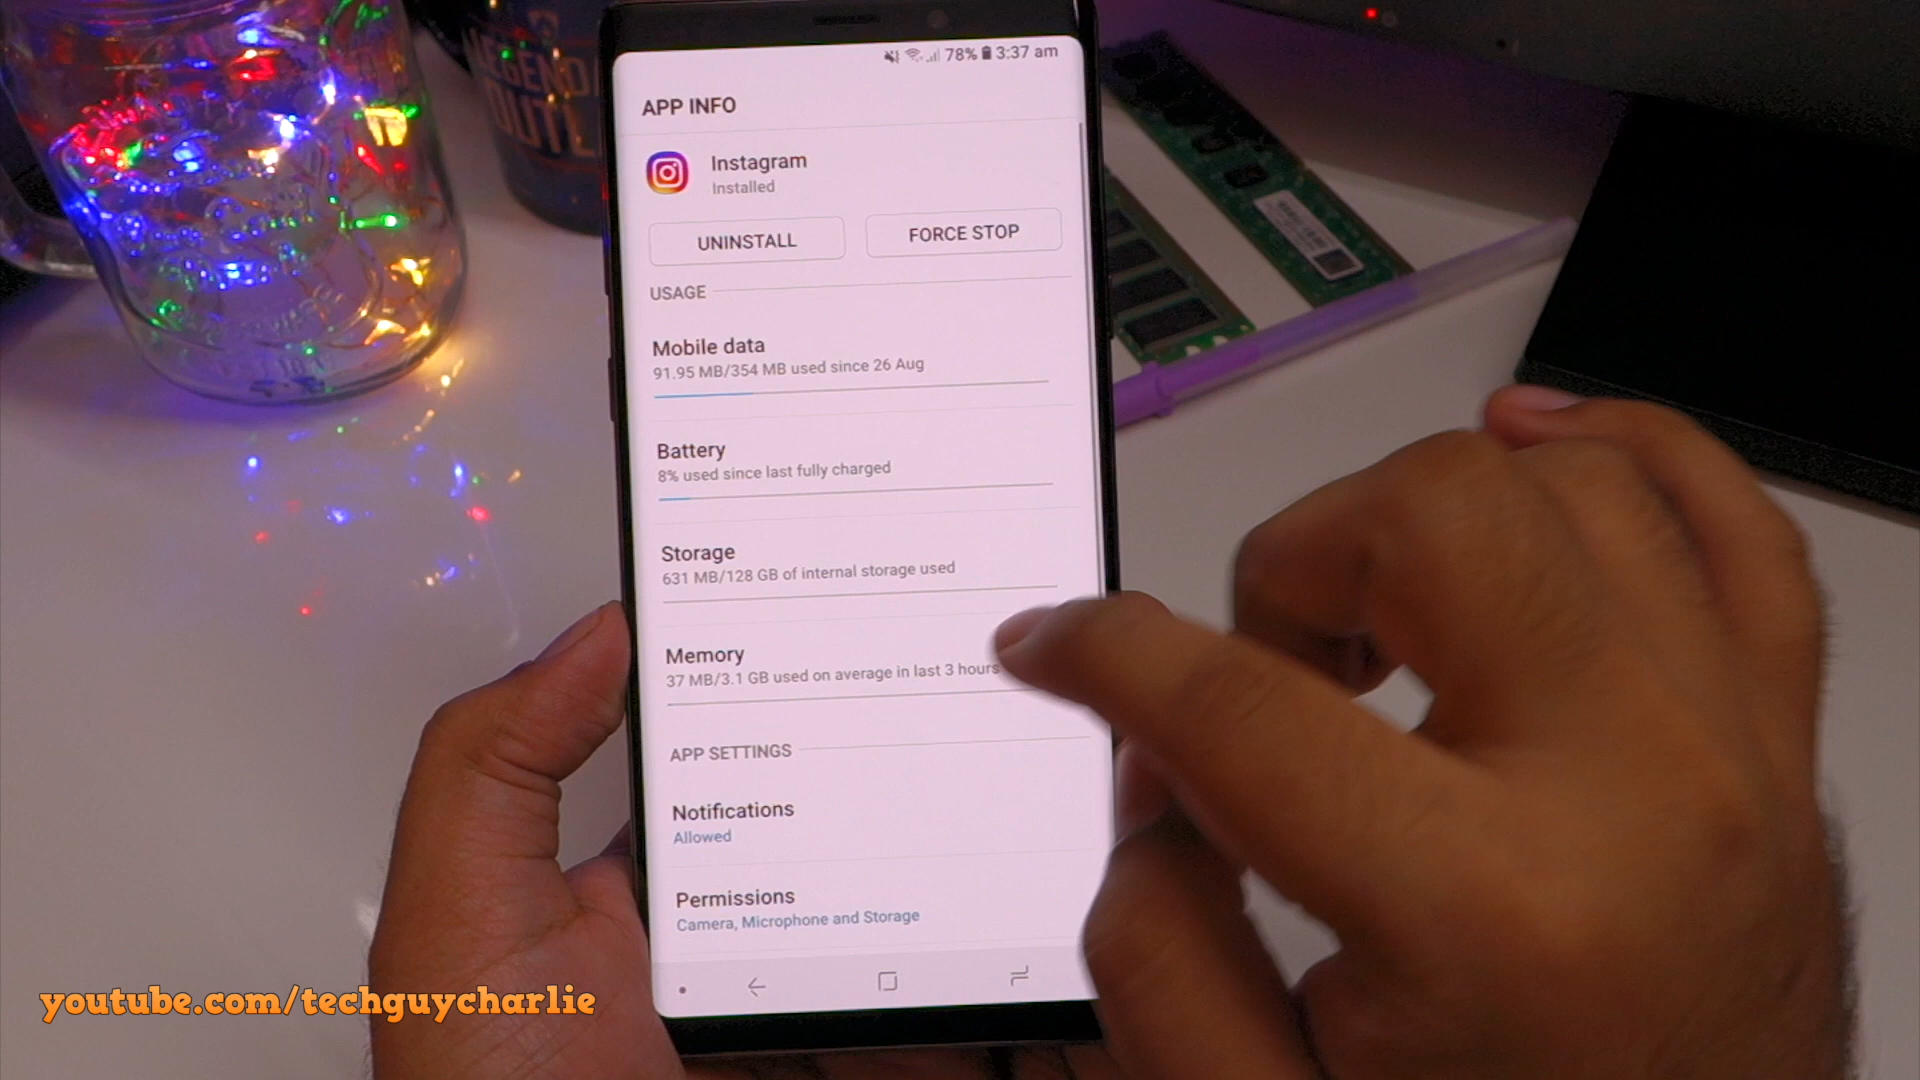 78% 3:37 am
APP INFO
Instagram
Installed
UNINSTALL
FORCE STOP
USAGE
Mobile data
91.95 MB/354 MB used since 26 Aug
Battery
8% used since last fully charged
Storage
631 MB/128 GB of internal storage used
Memory
37 MB/3.1 GB used on average in last 3 hours
APP SETTINGS
Notifications
Allowed
Permissions
Camera, Microphone and Storage
youtube.com/techguycharlie